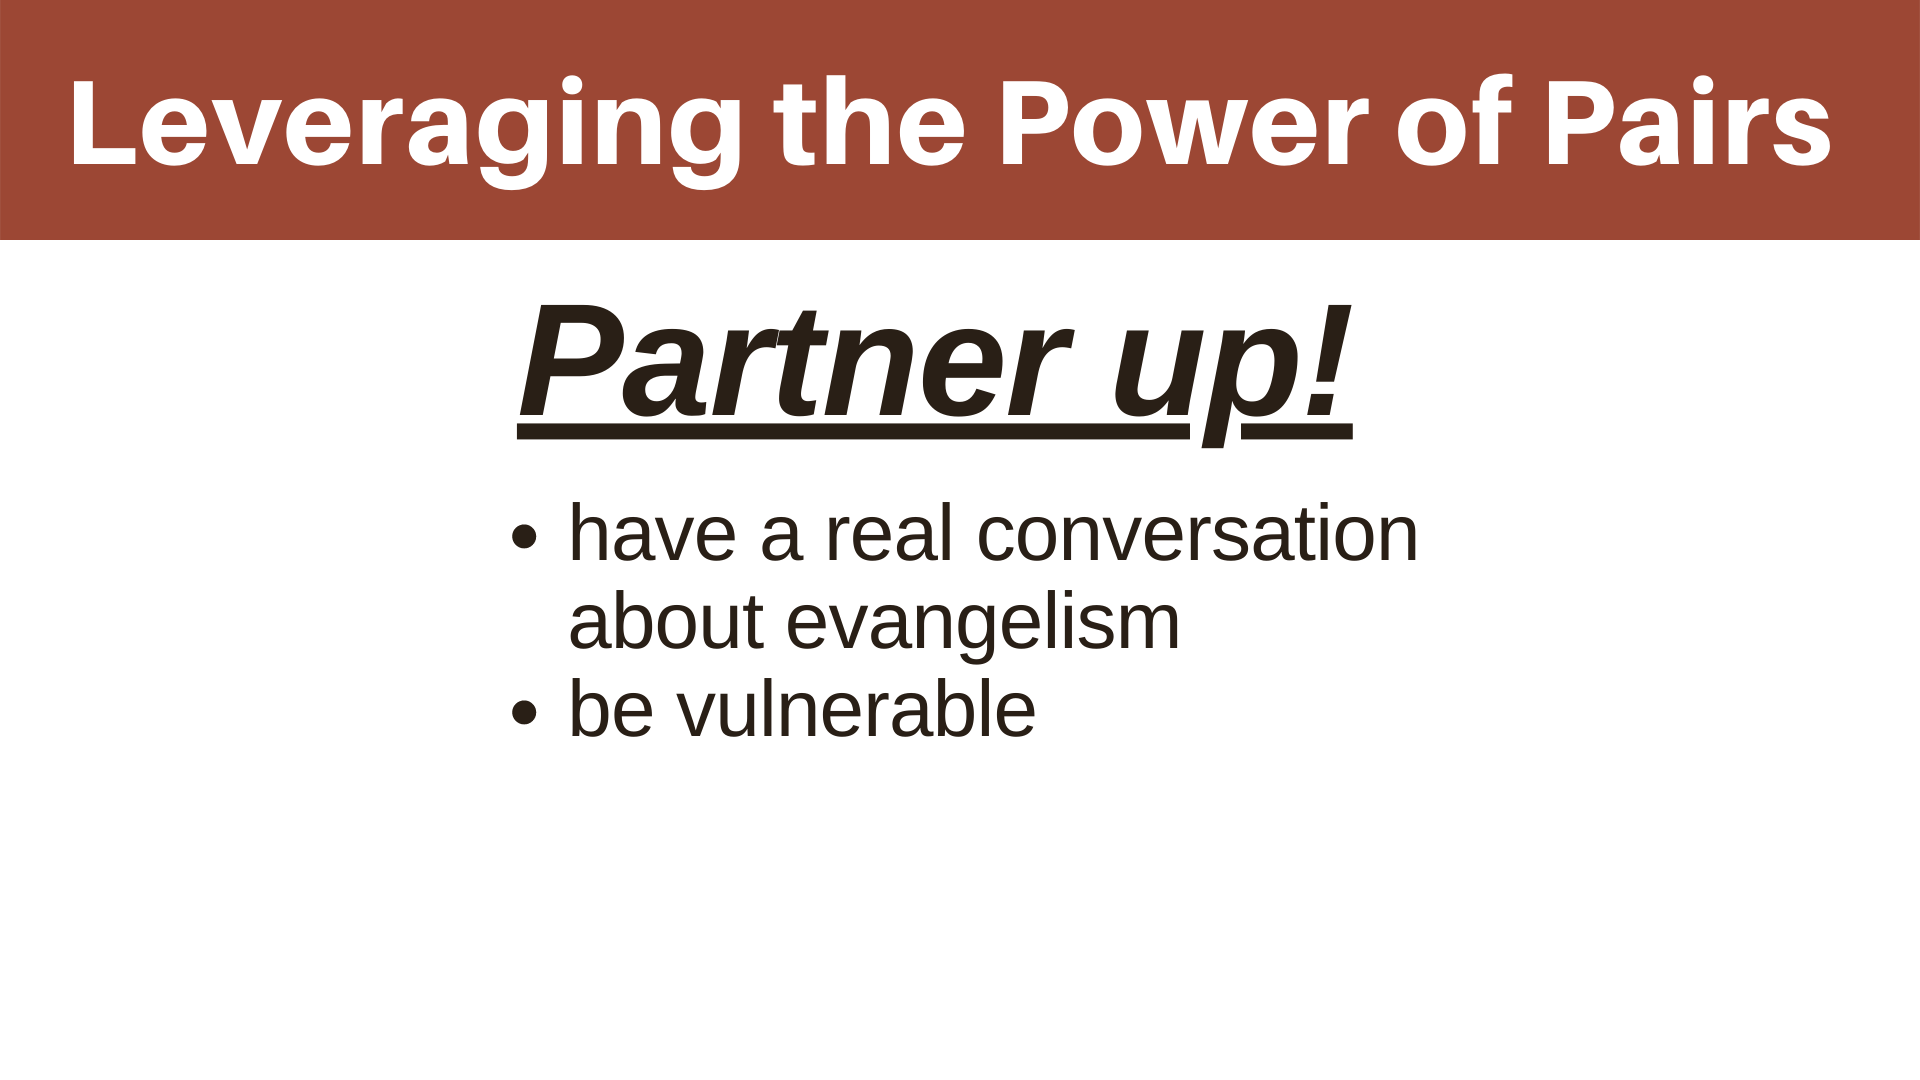 Leveraging the Power of Pairs
Partner up!
• have a real conversation
about evangelism
• be vulnerable